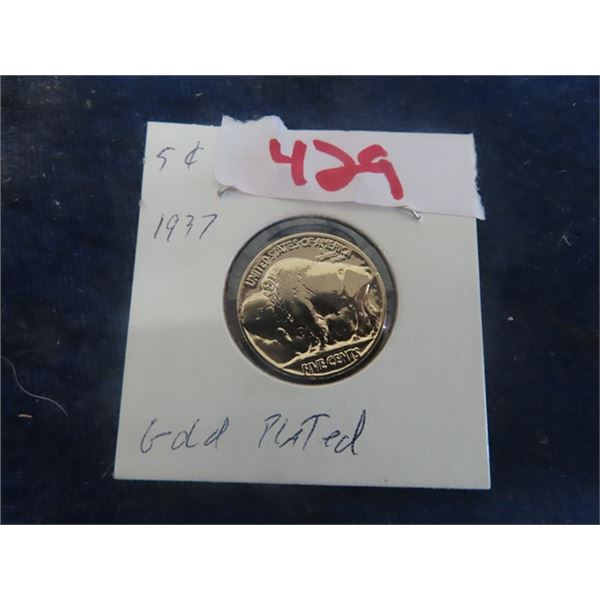 5¢
429
1937
UNITED STATES OF AMERICA
FIVE CENTS
Gold PLATed